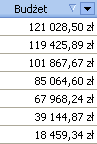 Budżet
121 028,50 zł
119 425,89 zł
101 867,67 zł
85 064,60 zł
67 968,24 zł
39 144,87 zł
18 459,34 zł